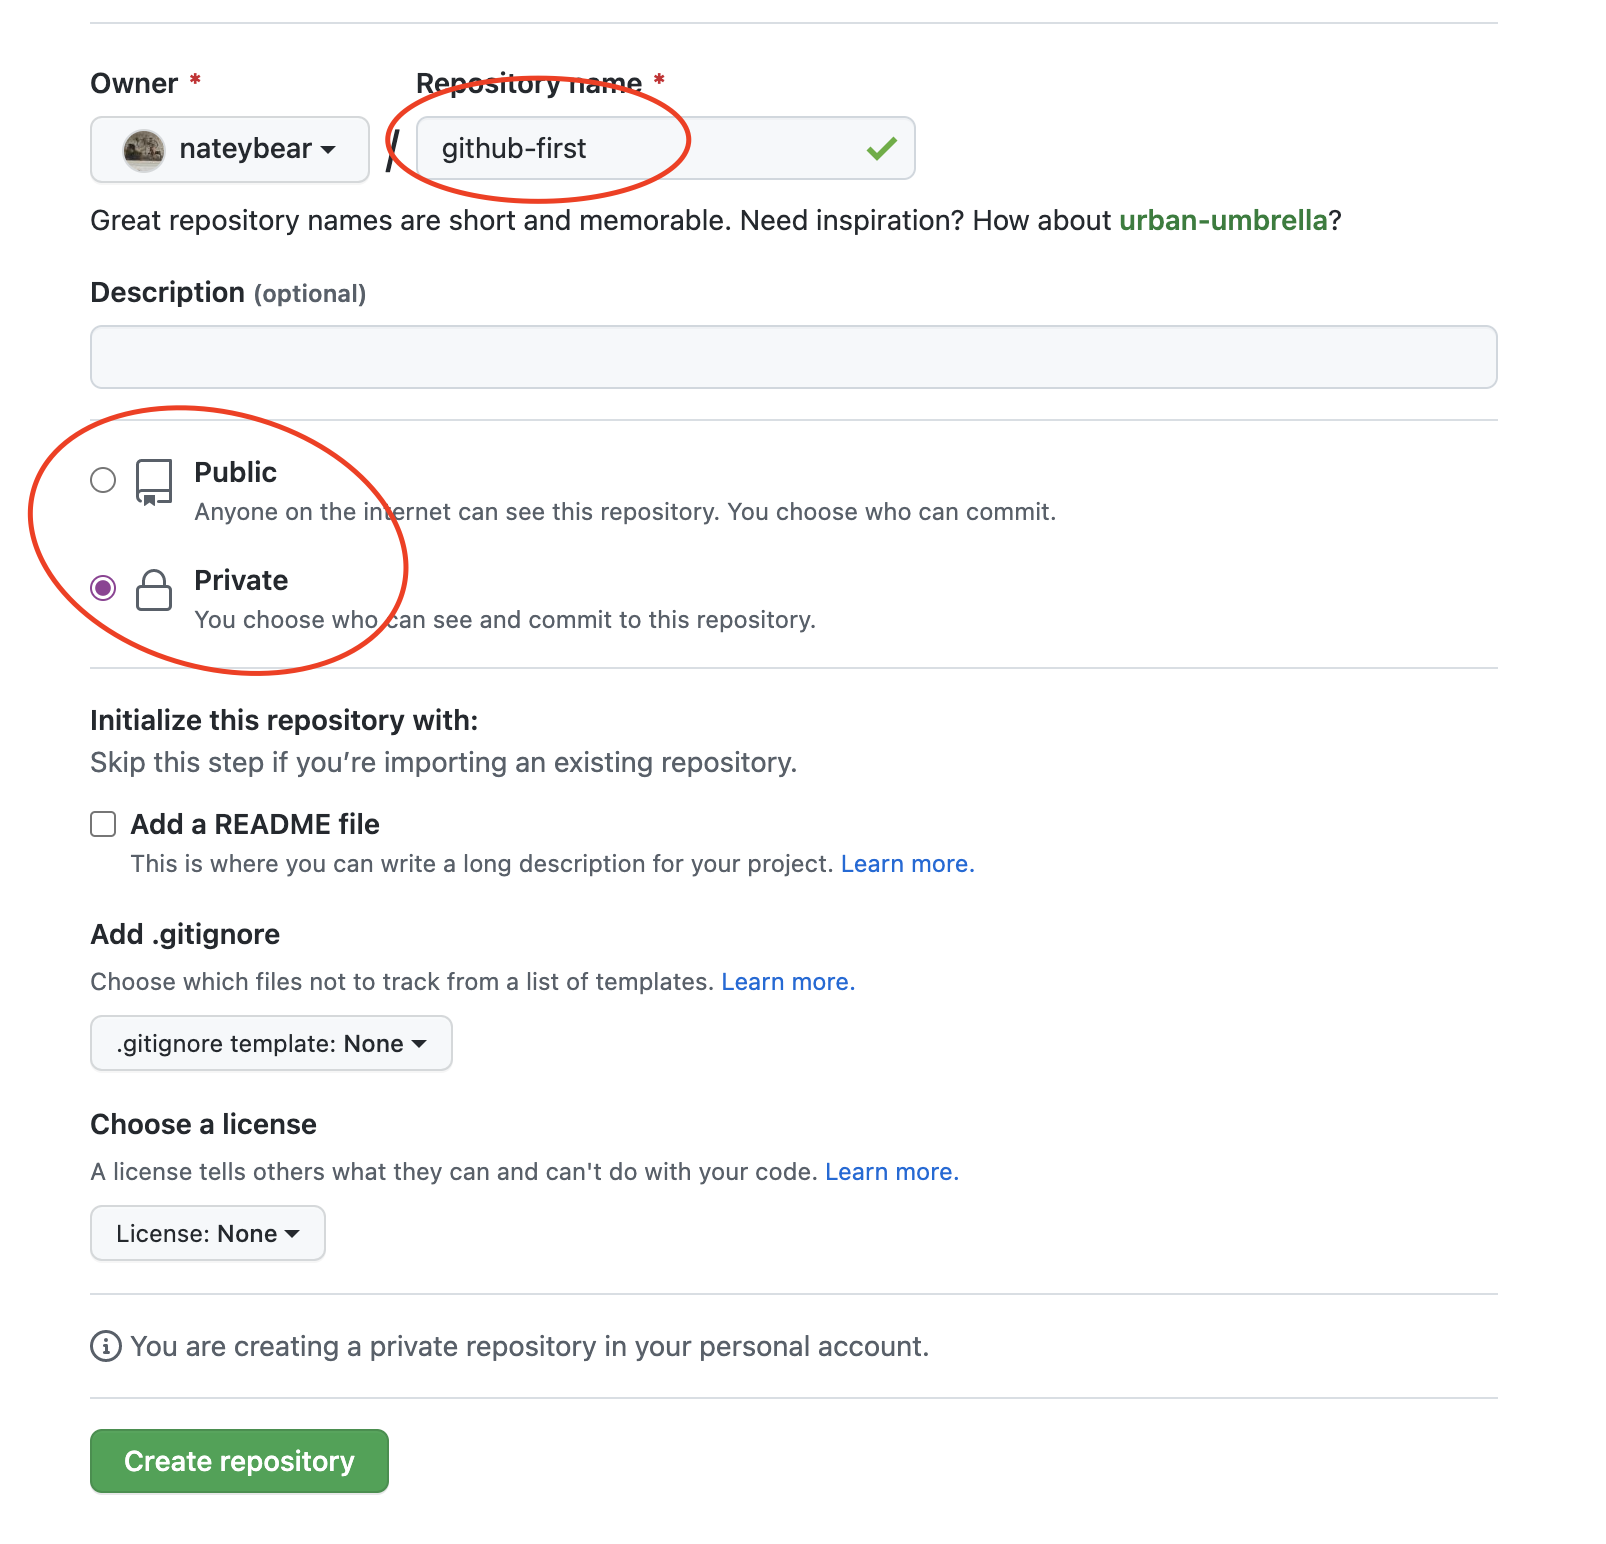 Owner * Repository name *
nateybear / github-first
Great repository names are short and memorable. Need inspiration? How about urban-umbrella?
Description (optional)
Public
Anyone on the internet can see this repository. You choose who can commit.
Private
You choose who can see and commit to this repository.
Initialize this repository with:
Skip this step if you’re importing an existing repository.
Add a README file
This is where you can write a long description for your project. Learn more.
Add .gitignore
Choose which files not to track from a list of templates. Learn more.
.gitignore template: None
Choose a license
A license tells others what they can and can't do with your code. Learn more.
License: None
You are creating a private repository in your personal account.
Create repository